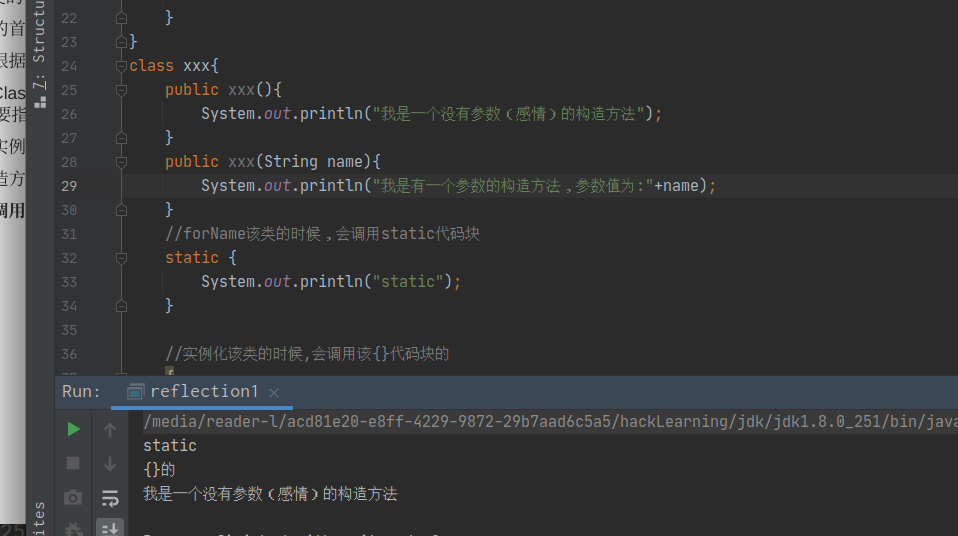 的首
22 }
23 }
根据
24 class xxx{
25 public xxx(){
Clas
要指
26 System.out.println("我是一个没有参数（感情）的构造方法");
实例
27 }
28 public xxx(String name){
造方
29 System.out.println("我是有一个参数的构造方法，参数值为:"+name);
调用
30 }
31 //forName该类的时候，会调用static代码块
32 static {
33 System.out.println("static");
34 }
35
36 //实例化该类的时候,会调用该{}代码块的
{
Z: Structu
Run: reflection1
/media/reader-l/acd81e20-e8ff-4229-9872-29b7aad6c5a5/hackLearning/jdk/jdk1.8.0_251/bin/java
static
{}的
我是一个没有参数（感情）的构造方法
ites